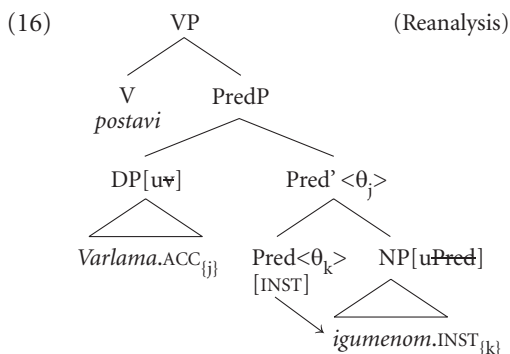 (16) VP (Reanalysis)
V PredP
postavi
DP[uv] Pred’ <θj>
Varlama.ACC{j} Pred<θk> NP[uPred]
[INST]
igumenom.INST{k}